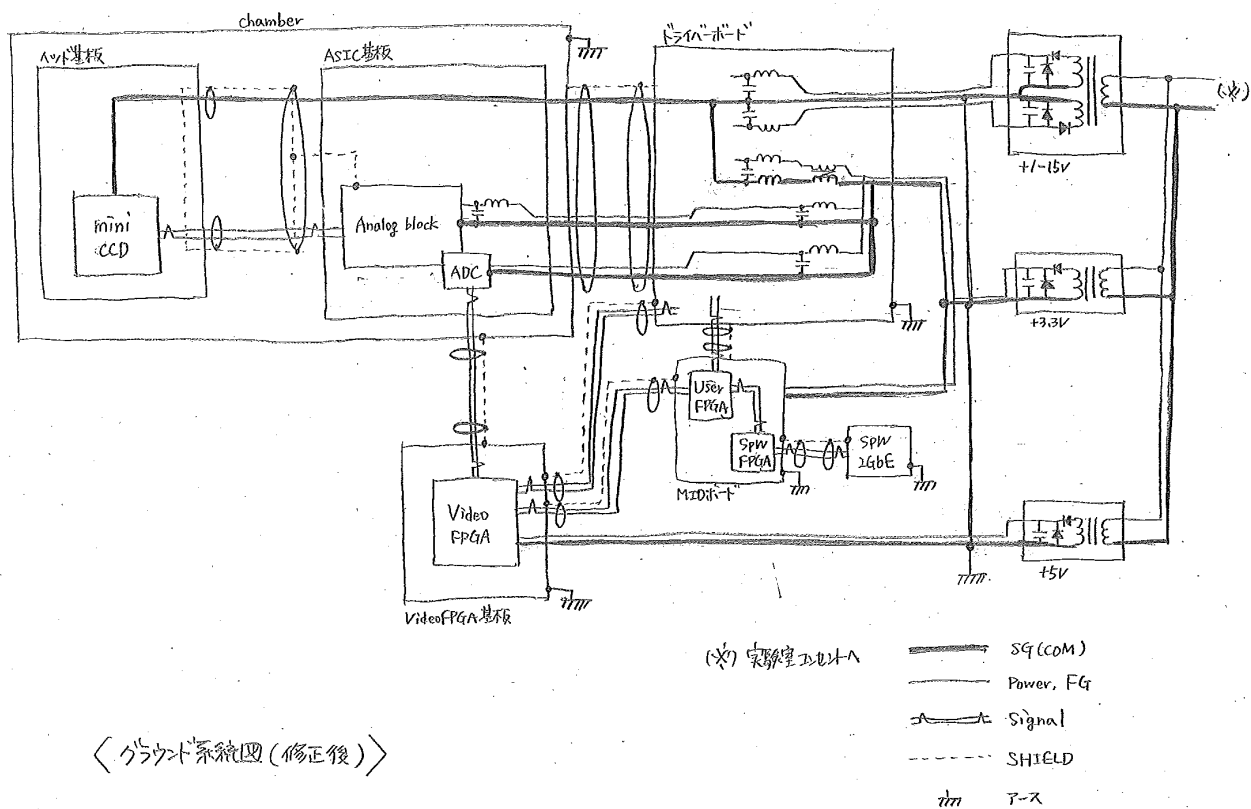 chamber
ヘッド基板
ASIC基板
ドライバーボード
mini
CCD
Analog block
ADC
+/-15V
(※)
+3.3V
User
FPGA
SpW
FPGA
SpW
2GbE
MIDIボード
Video
FPGA
VideoFPGA基板
+5V
(※) 実験室コンセントへ
SG(COM)
Power, FG
Signal
SHIELD
アース
〈グラウンド系統図(修正後)〉